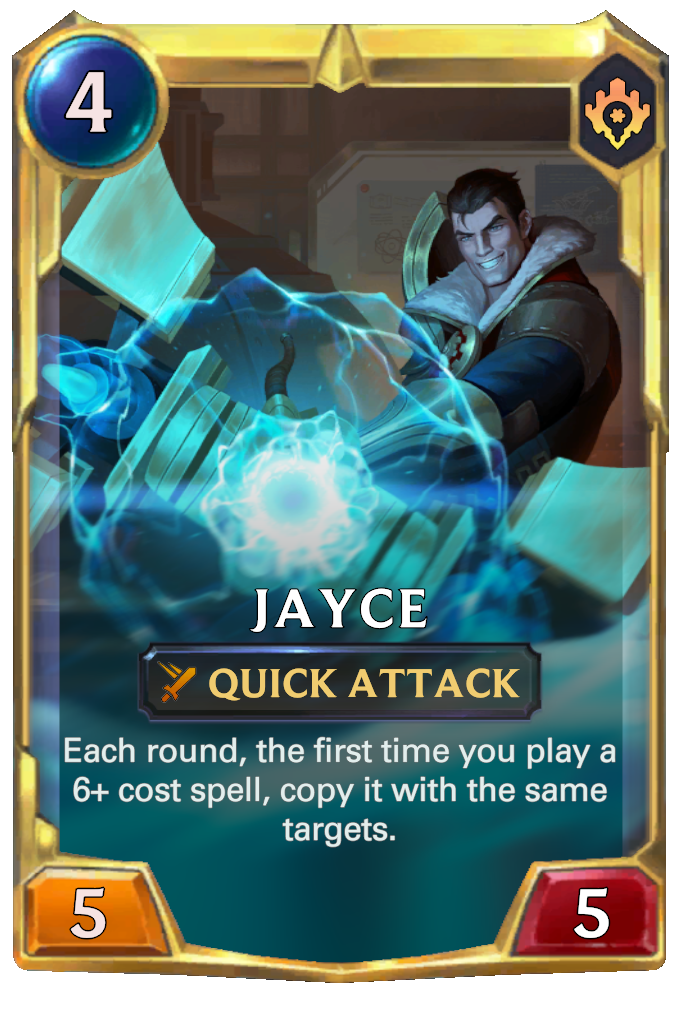 4
JAYCE
QUICK ATTACK
Each round, the first time you play a
6+ cost spell, copy it with the same
targets.
5 5